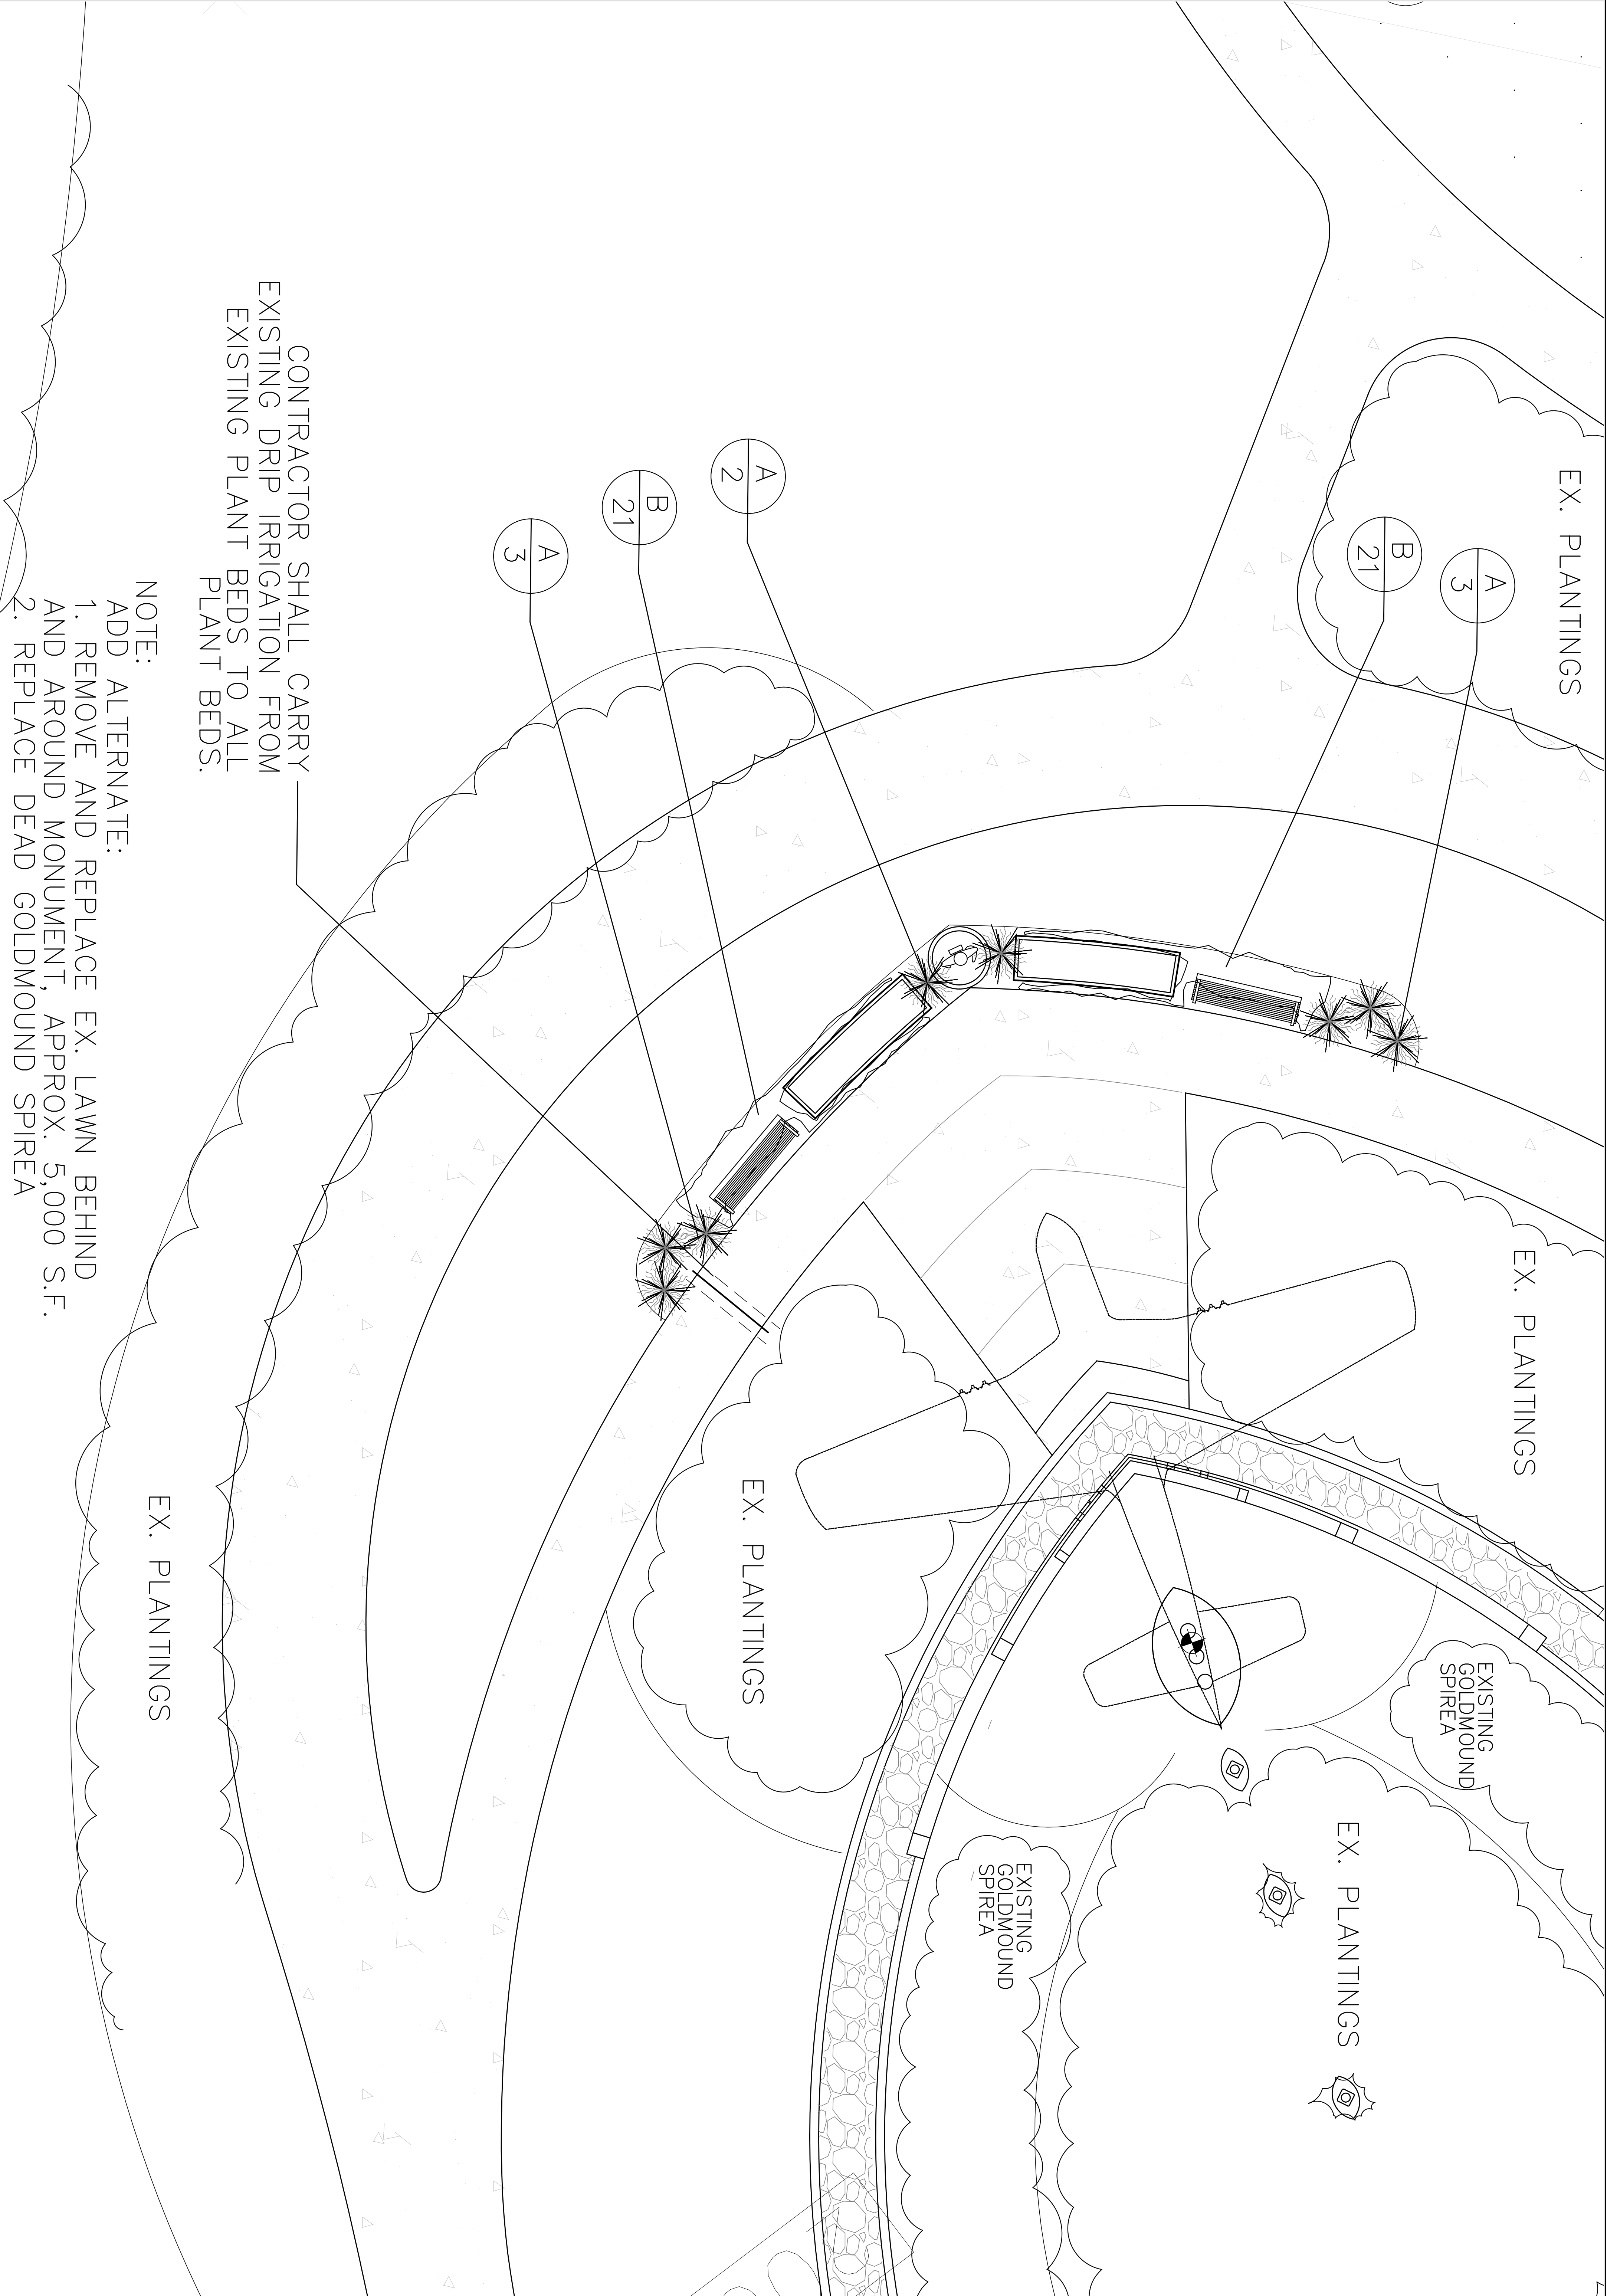 EX. PLANTINGS
A
3
B
21
A
2
B
21
A
3
CONTRACTOR SHALL CARRY
EXISTING DRIP IRRIGATION FROM
EXISTING PLANT BEDS TO ALL
PLANT BEDS.
NOTE:
ADD ALTERNATE:
1. REMOVE AND REPLACE EX. LAWN BEHIND
AND AROUND MONUMENT, APPROX. 5,000 S.F.
2. REPLACE DEAD GOLDMOUND SPIREA
EX. PLANTINGS
EX. PLANTINGS
EX. PLANTINGS
EXISTING
GOLDMOUND
SPIREA
EX. PLANTINGS
EXISTING
GOLDMOUND
SPIREA